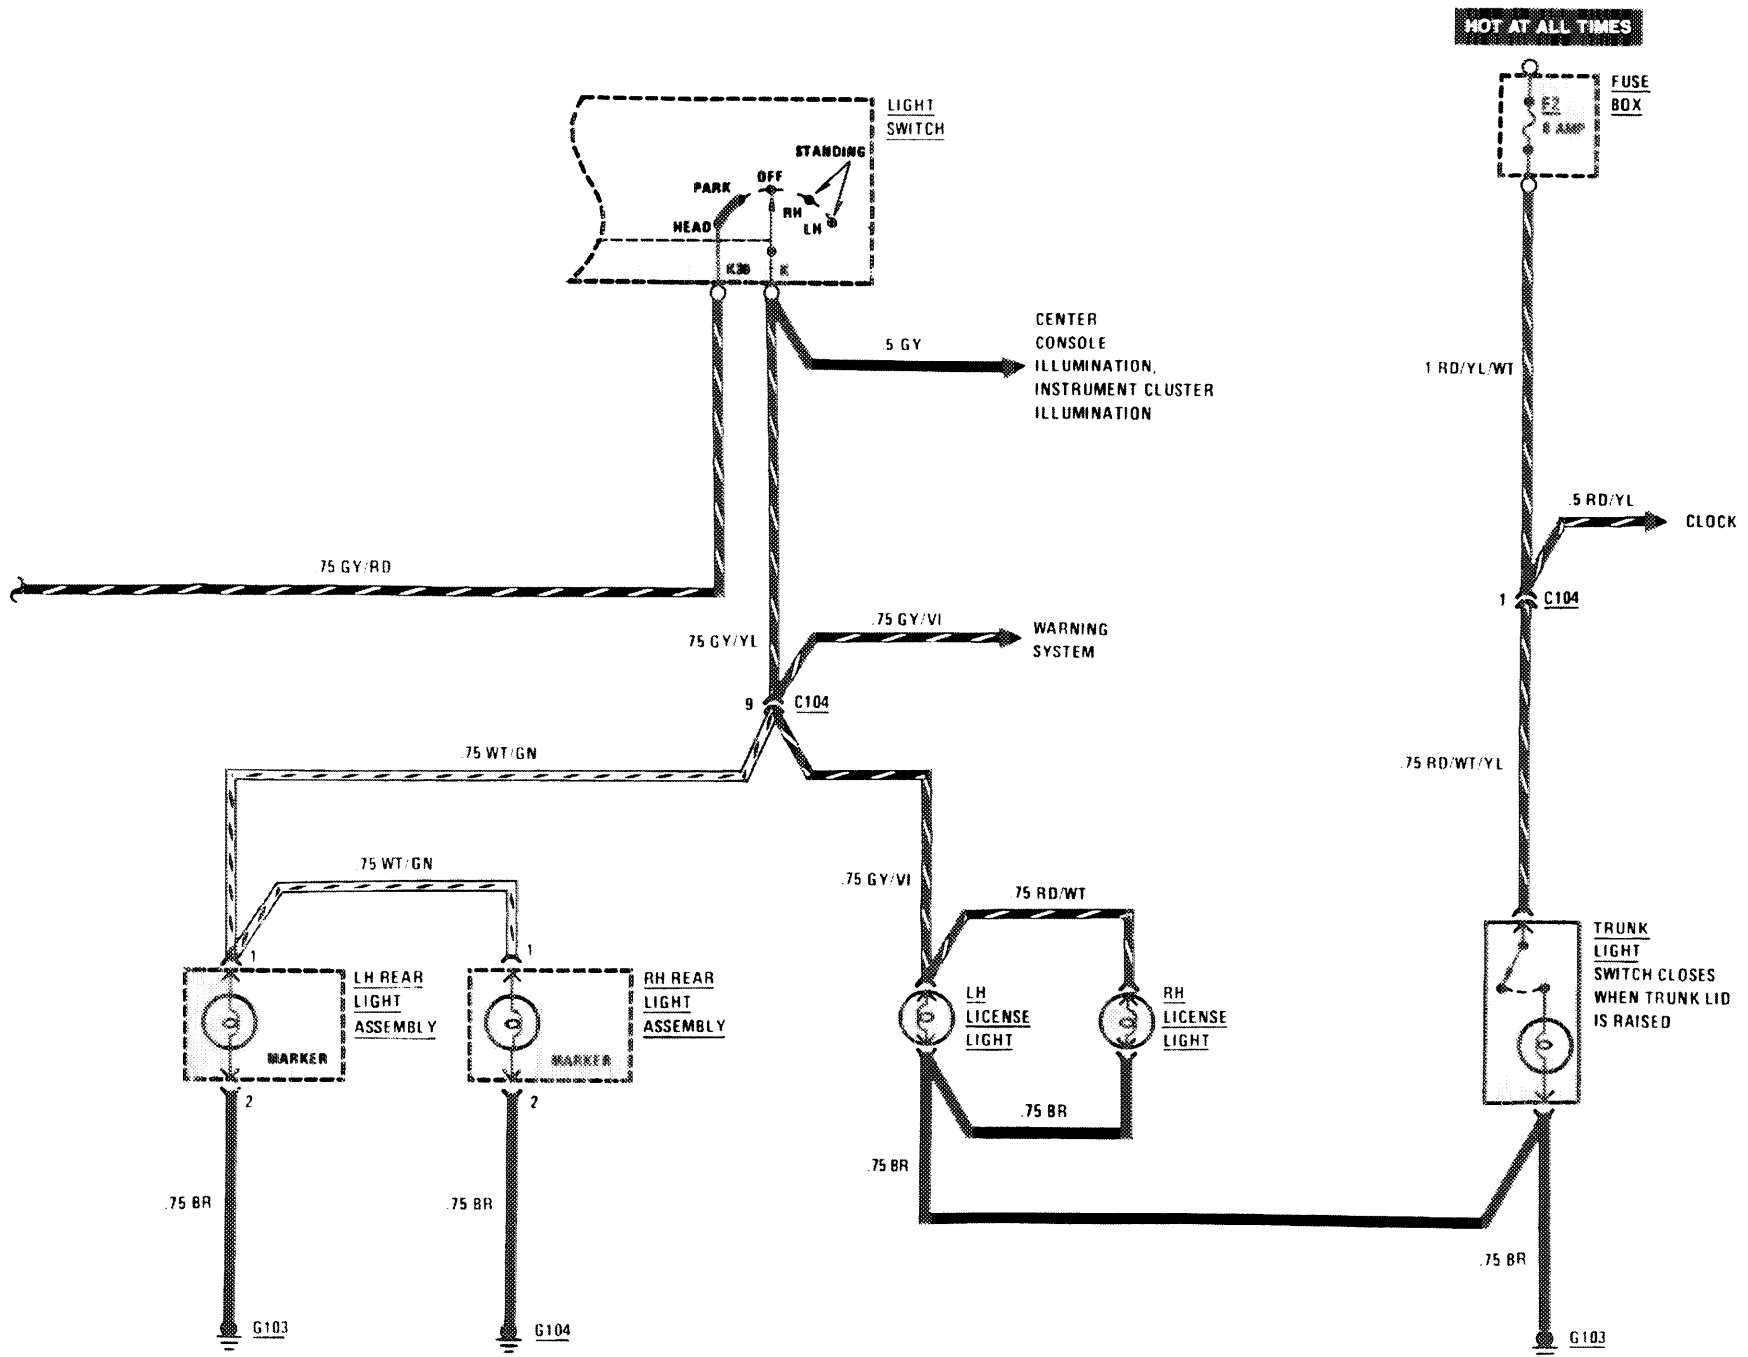 HOT AT ALL TIMES
FUSE
BOX
F2
8 AMP
LIGHT
SWITCH
STANDING
OFF
PARK
RH
LH
HEAD
K
CENTER
CONSOLE
ILLUMINATION,
INSTRUMENT CLUSTER
ILLUMINATION
.5 GY
1 RD/YL/WT
.5 RD/YL
CLOCK
1
C104
.75 GY/RD
.75 GY/VI
WARNING
SYSTEM
.75 GY/YL
9
C104
.75 WT/GN
.75 RD/WT/YL
.75 WT/GN
.75 GY/VI
.75 RD/WT
1
LH REAR
LIGHT
ASSEMBLY
MARKER
2
1
RH REAR
LIGHT
ASSEMBLY
MARKER
2
LH
LICENSE
LIGHT
RH
LICENSE
LIGHT
TRUNK
LIGHT
SWITCH CLOSES
WHEN TRUNK LID
IS RAISED
.75 BR
.75 BR
.75 BR
.75 BR
.75 BR
G103
G104
G103